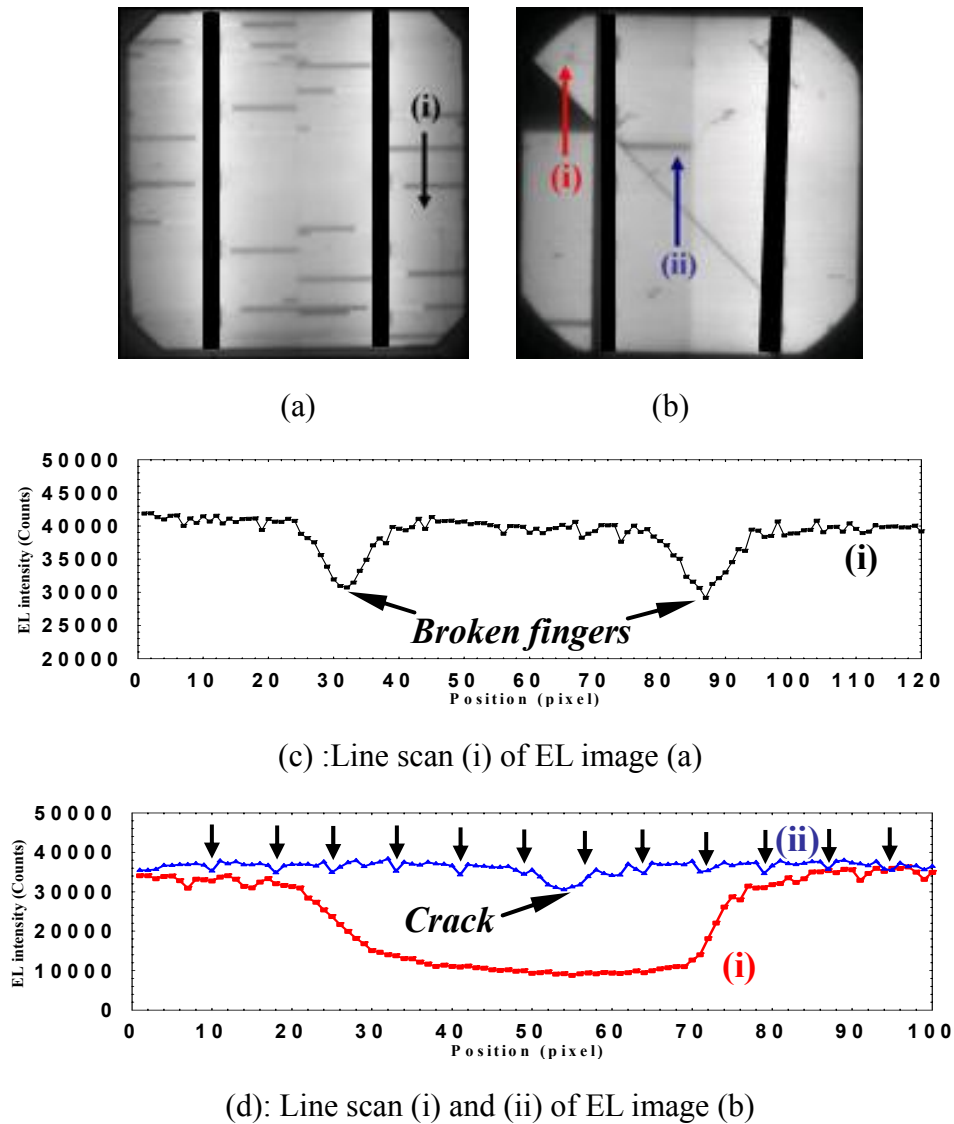 (i)
(i)
(ii)
(a)
(b)
50000
45000
40000
35000
30000
25000
20000
EL intensity (Counts)
(i)
Broken fingers
0 10 20 30 40 50 60 70 80 90 100 110 120
Position (pixel)
(c) :Line scan (i) of EL image (a)
50000
40000
30000
20000
10000
0
EL intensity (Counts)
(ii)
Crack
(i)
0 10 20 30 40 50 60 70 80 90 100
Position (pixel)
(d): Line scan (i) and (ii) of EL image (b)